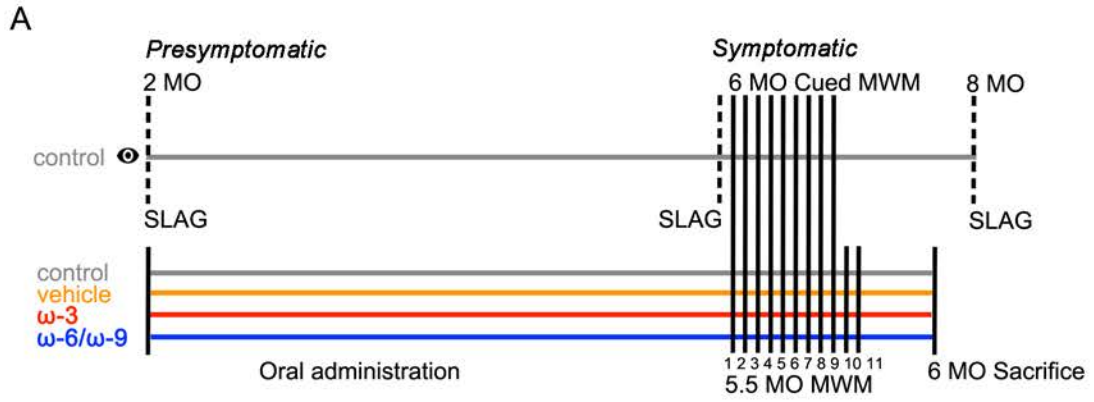 A
Presymptomatic
Symptomatic
2 MO
6 MO Cued MWM
8 MO
control
SLAG
SLAG
SLAG
control
vehicle
ω-3
ω-6/ω-9
1 2 3 4 5 6 7 8 9 10 11
Oral administration
5.5 MO MWM
6 MO Sacrifice